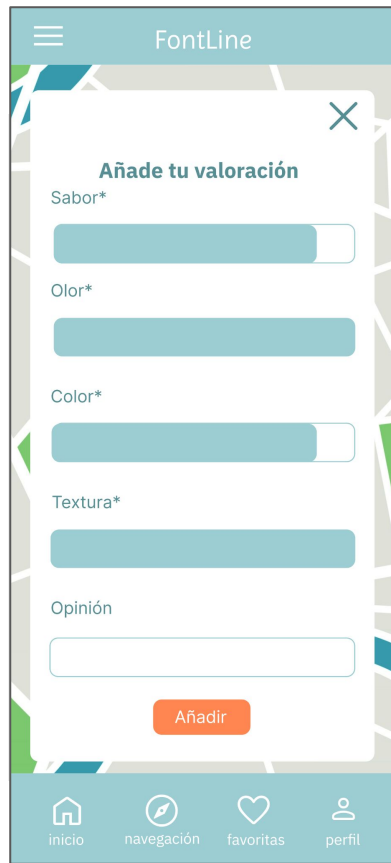 FontLine
Añade tu valoración
Sabor*
Olor*
Color*
Textura*
Opinión
Añadir
inicio navegación favoritas perfil